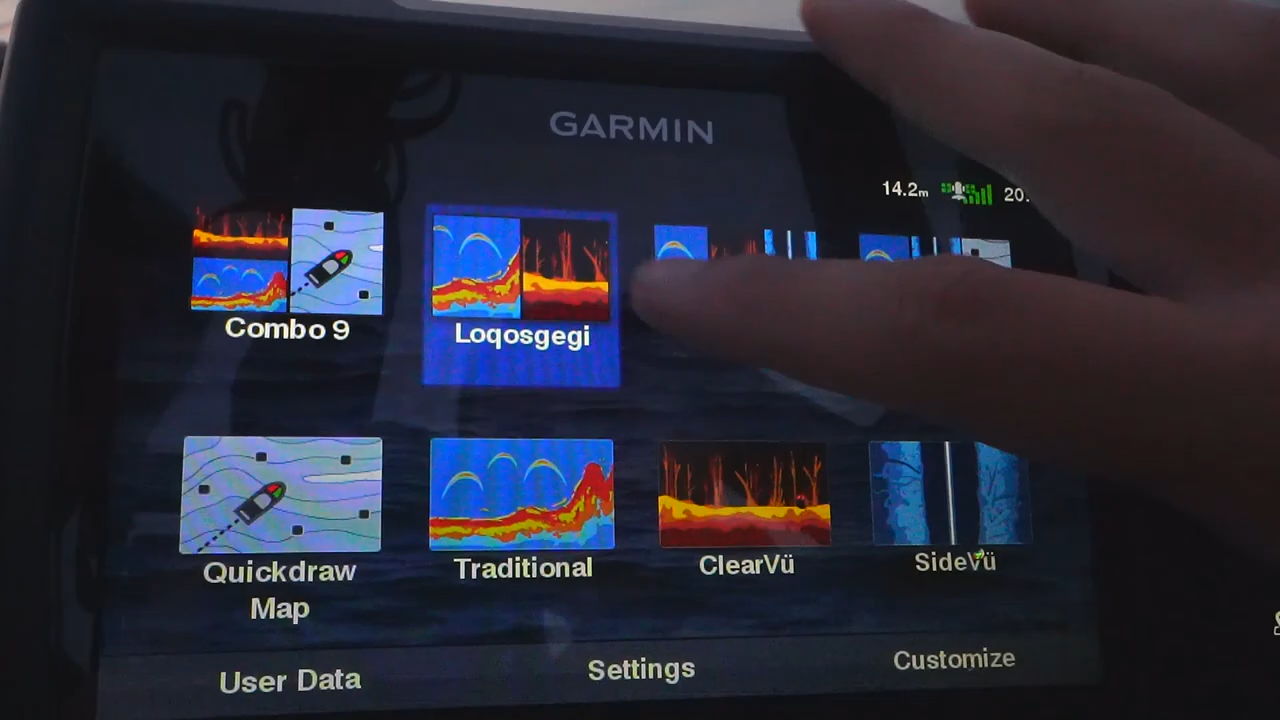 GARMIN
14.2m 20.
Combo 9
Loqosgegi
Quickdraw
Map
Traditional
ClearVü
SideVü
User Data
Settings
Customize